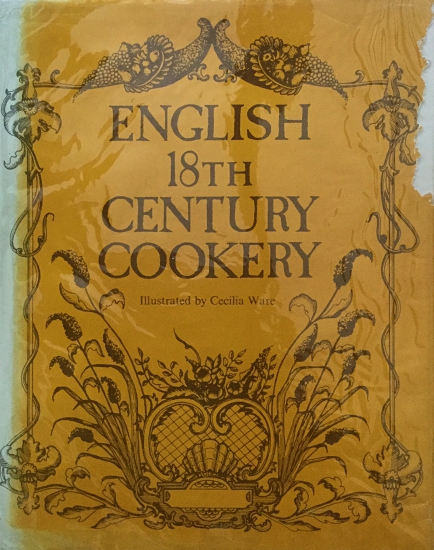 ENGLISH
18TH
CENTURY
COOKERY
Illustrated by Cecilia Ware